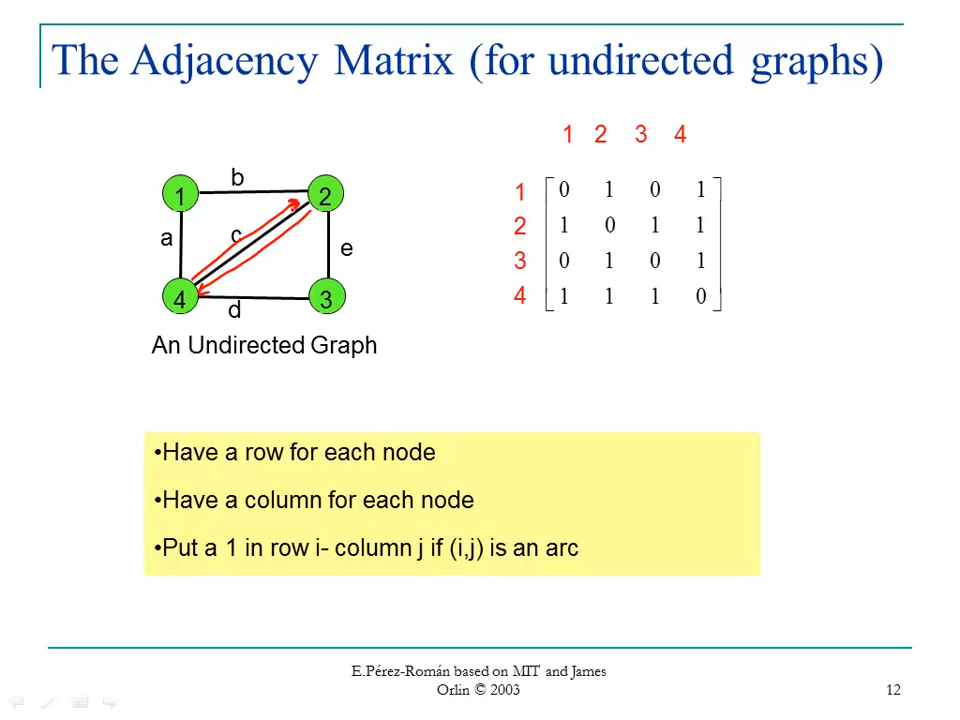 The Adjacency Matrix (for undirected graphs)
1 2 3 4
b
1 2
a c e
4 3
d
An Undirected Graph
1 0 1 0 1
2 1 0 1 1
3 0 1 0 1
4 1 1 1 0
•Have a row for each node
•Have a column for each node
•Put a 1 in row i- column j if (i,j) is an arc
E.Pérez-Román based on MIT and James
Orlin © 2003
12